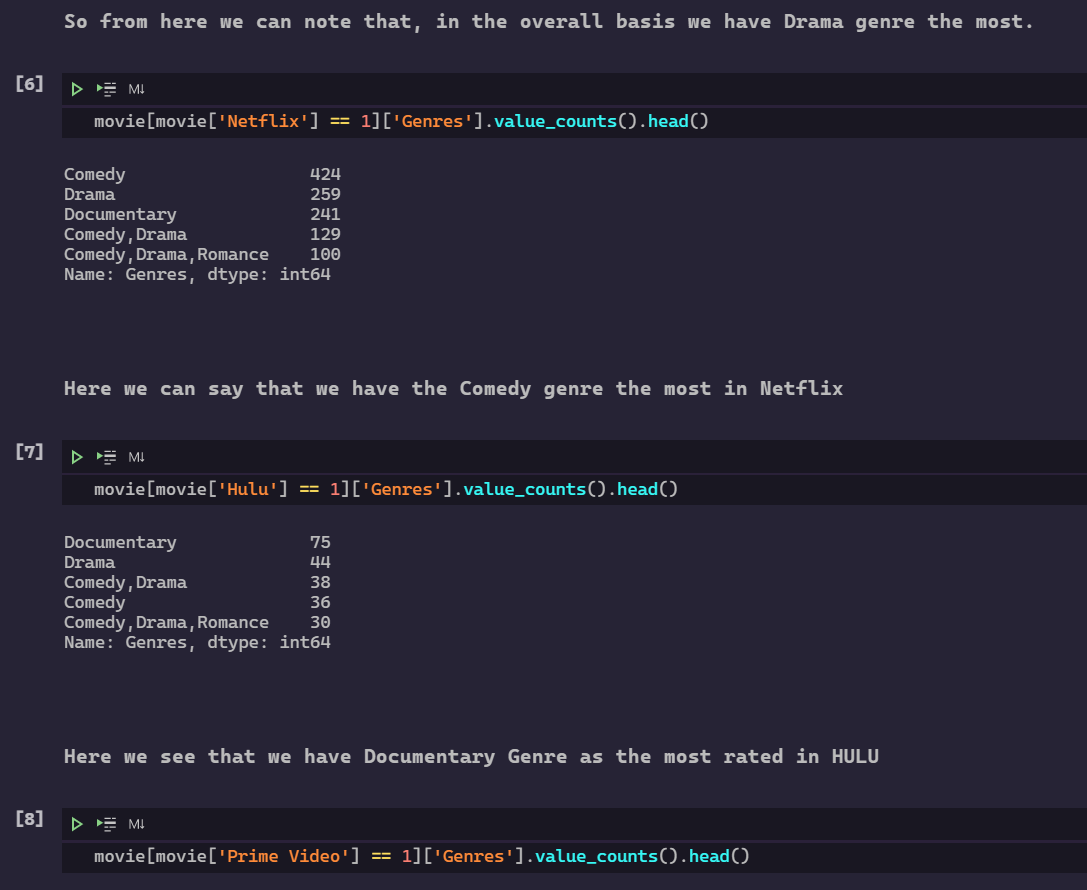 So from here we can note that, in the overall basis we have Drama genre the most.
[6]
M↓
movie[movie['Netflix'] == 1]['Genres'].value_counts().head()
Comedy 424
Drama 259
Documentary 241
Comedy,Drama 129
Comedy,Drama,Romance 100
Name: Genres, dtype: int64
Here we can say that we have the Comedy genre the most in Netflix
[7]
M↓
movie[movie['Hulu'] == 1]['Genres'].value_counts().head()
Documentary 75
Drama 44
Comedy,Drama 38
Comedy 36
Comedy,Drama,Romance 30
Name: Genres, dtype: int64
Here we see that we have Documentary Genre as the most rated in HULU
[8]
M↓
movie[movie['Prime Video'] == 1]['Genres'].value_counts().head()